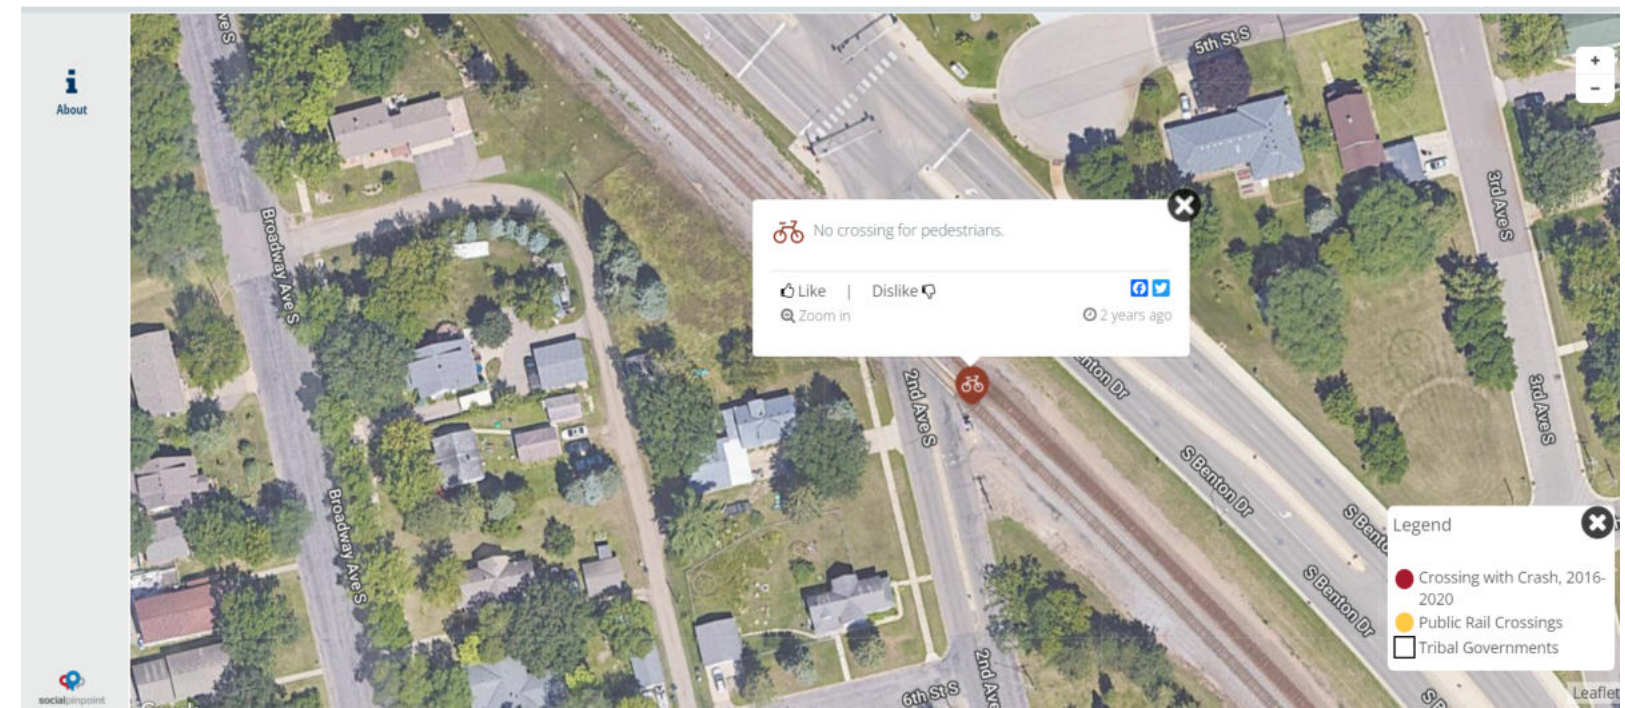 About
Ave S
5th St S
+
−
3rd Ave S
Broadway Ave S
No crossing for pedestrians.
Like | Dislike
Zoom in
2 years ago
2nd Ave S
S Benton Dr
3rd Ave S
S Benton Dr
Broadway Ave S
S Bento
Legend
Crossing with Crash, 2016-
2020
Public Rail Crossings
Tribal Governments
S Benton Dr
2nd Ave
6th St S
S B
socialpinpoint
Leaflet